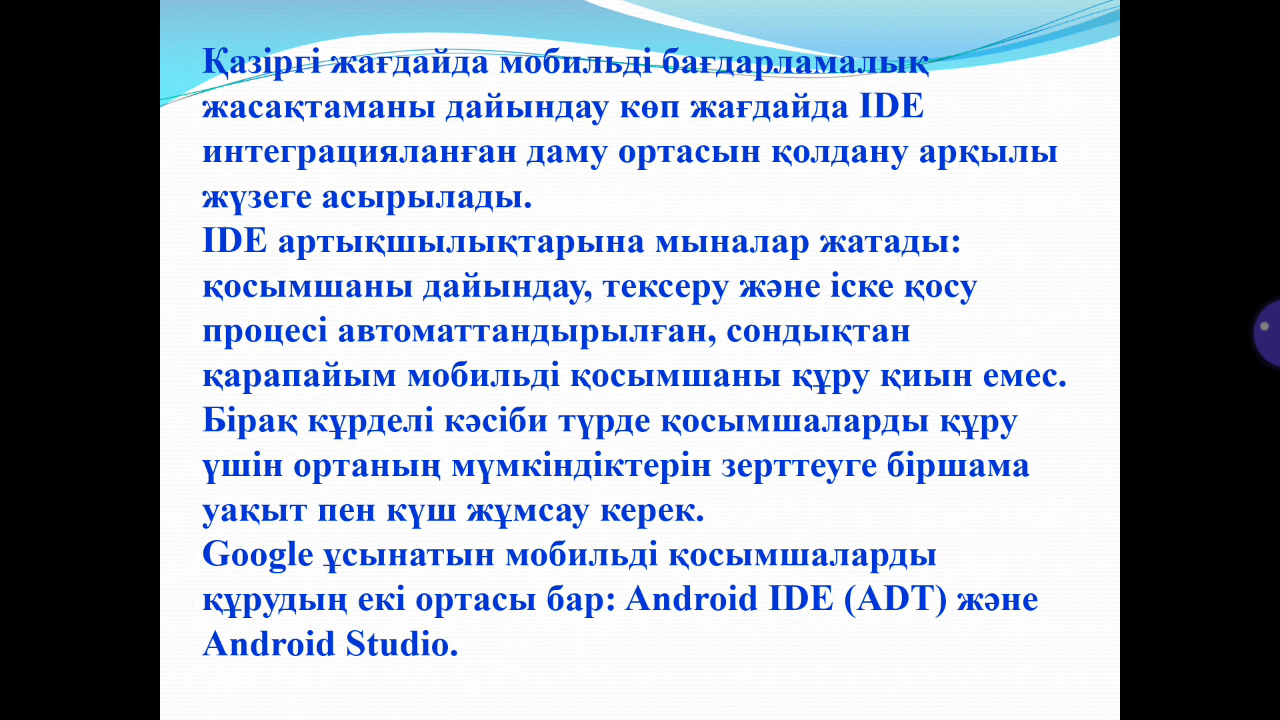 Қазіргі жағдайда мобильді бағдарламалық
жасақтаманы дайындау көп жағдайда IDE
интеграцияланған даму ортасын қолдану арқылы
жүзеге асырылады.
IDE артықшылықтарына мыналар жатады:
қосымшаны дайындау, тексеру және іске қосу
процесі автоматтандырылған, сондықтан
қарапайым мобильді қосымшаны құру қиын емес.
Бірақ күрделі кәсіби түрде қосымшаларды құру
үшін ортаның мүмкіндіктерін зерттеуге біршама
уақыт пен күш жұмсау керек.
Google ұсынатын мобильді қосымшаларды
құрудың екі ортасы бар: Android IDE (ADT) және
Android Studio.